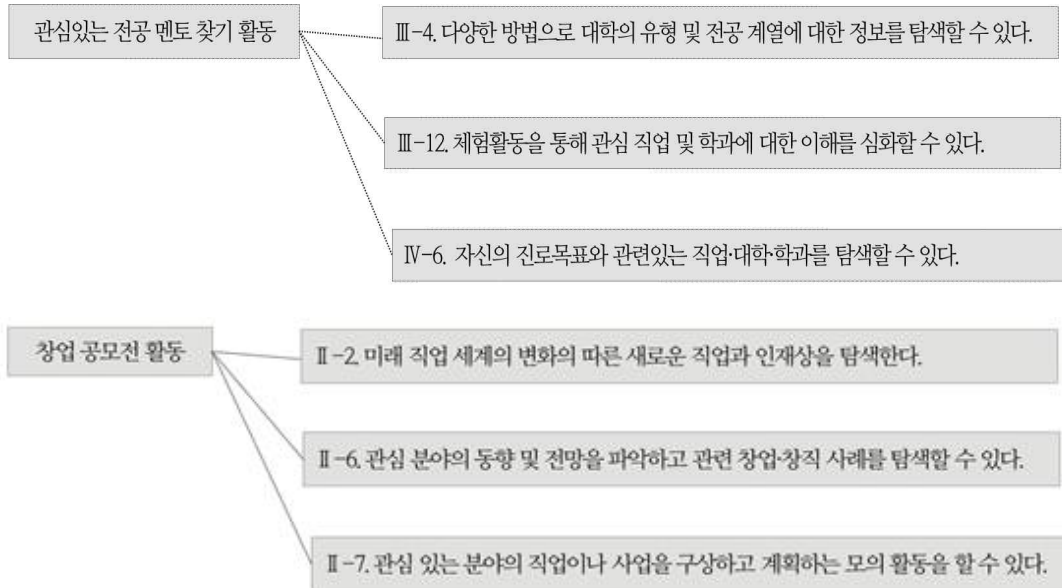 관심있는 전공 멘토 찾기 활동
Ⅲ-4. 다양한 방법으로 대학의 유형 및 전공 계열에 대한 정보를 탐색할 수 있다.
Ⅲ-12. 체험활동을 통해 관심 직업 및 학과에 대한 이해를 심화할 수 있다.
Ⅳ-6. 자신의 진로목표와 관련있는 직업·대학·학과를 탐색할 수 있다.
창업 공모전 활동
Ⅱ-2. 미래 직업 세계의 변화의 따른 새로운 직업과 인재상을 탐색한다.
Ⅱ-6. 관심 분야의 동향 및 전망을 파악하고 관련 창업·창직 사례를 탐색할 수 있다.
Ⅱ-7. 관심 있는 분야의 직업이나 사업을 구상하고 계획하는 모의 활동을 할 수 있다.